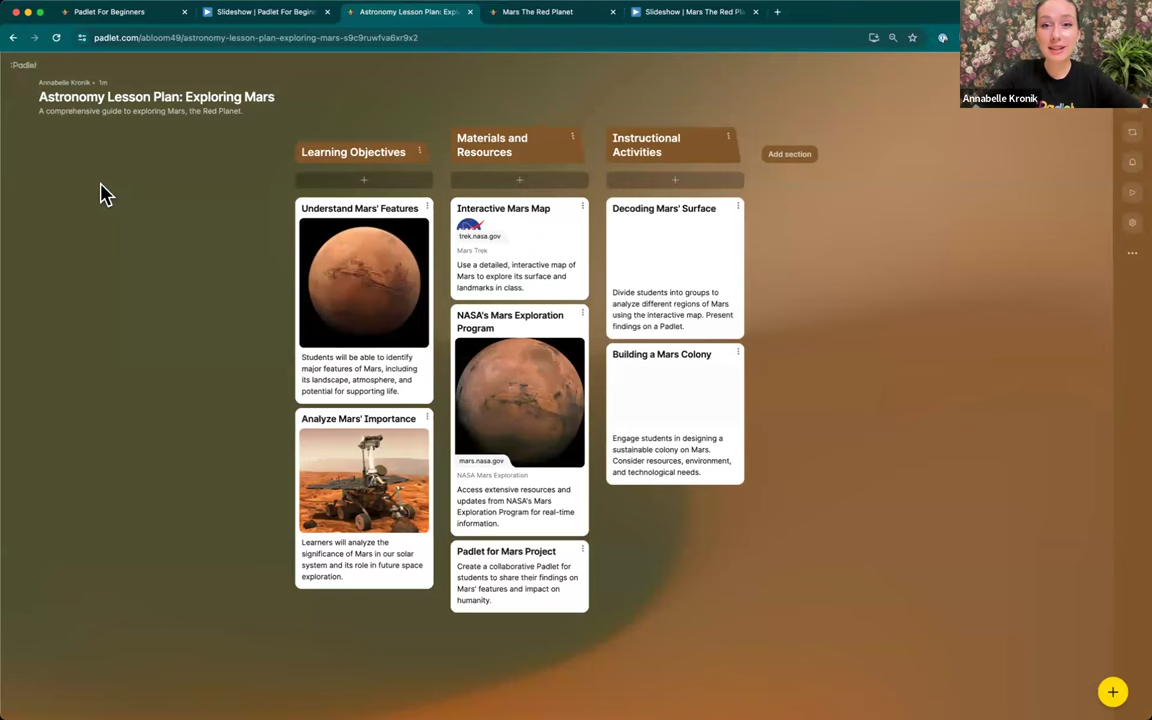 Padlet For Beginners
Slideshow | Padlet For Beginn
Astronomy Lesson Plan: Expl
Mars The Red Planet
Slideshow | Mars The Red Pla
padlet.com/abloom49/astronomy-lesson-plan-exploring-mars-s9c9ruwfva6xr9x2
:Padlet
Annabelle Kronik • 1m
Astronomy Lesson Plan: Exploring Mars
A comprehensive guide to exploring Mars, the Red Planet.
Annabelle Kronik
Learning Objectives
Understand Mars' Features
Students will be able to identify
major features of Mars, including
its landscape, atmosphere, and
potential for supporting life.
Analyze Mars' Importance
Learners will analyze the
significance of Mars in our solar
system and its role in future space
exploration.
Materials and
Resources
Interactive Mars Map
trek.nasa.gov
Mars Trek
Use a detailed, interactive map of
Mars to explore its surface and
landmarks in class.
NASA's Mars Exploration
Program
mars.nasa.gov
NASA Mars Exploration
Access extensive resources and
updates from NASA's Mars
Exploration Program for real-time
information.
Padlet for Mars Project
Create a collaborative Padlet for
students to share their findings on
Mars' features and impact on
humanity.
Instructional
Activities
Decoding Mars' Surface
Divide students into groups to
analyze different regions of Mars
using the interactive map. Present
findings on a Padlet.
Building a Mars Colony
Engage students in designing a
sustainable colony on Mars.
Consider resources, environment,
and technological needs.
Add section